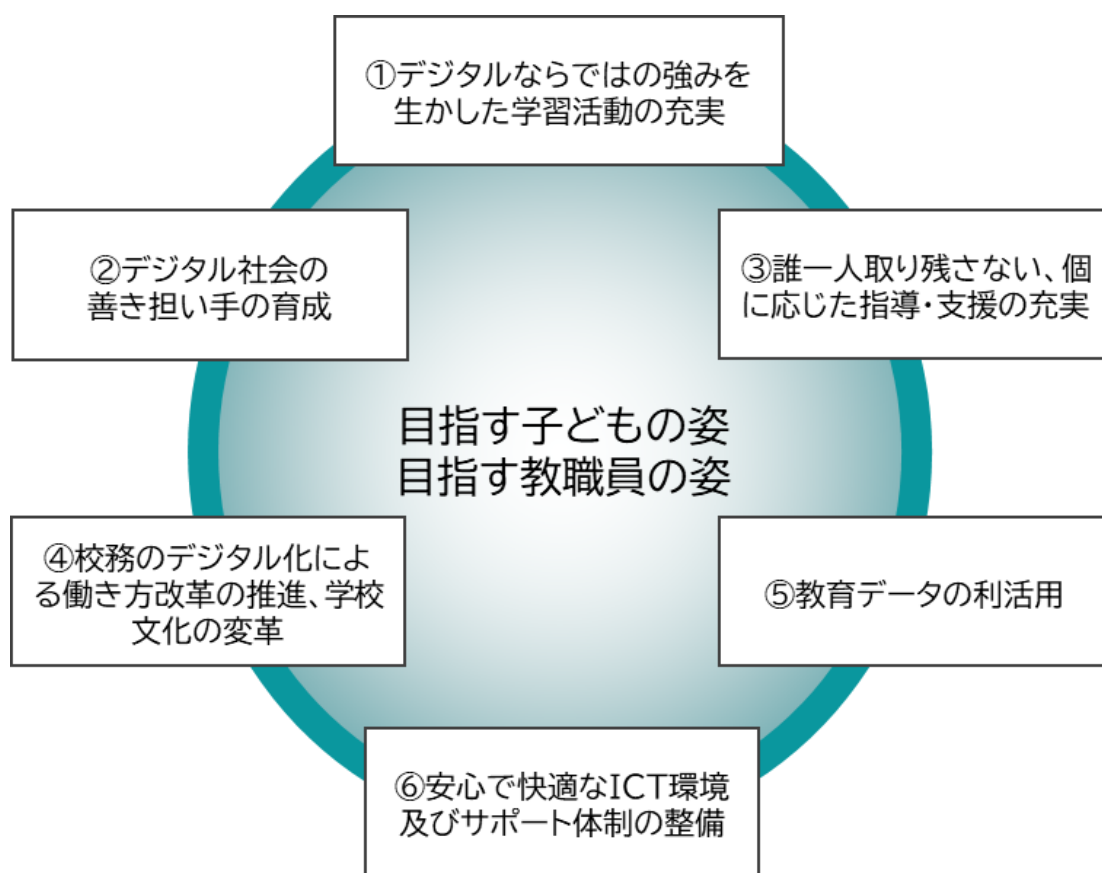 ①デジタルならではの強みを
生かした学習活動の充実
②デジタル社会の
善き担い手の育成
③誰一人取り残さない、個
に応じた指導・支援の充実
目指す子どもの姿
目指す教職員の姿
④校務のデジタル化によ
る働き方改革の推進、学校
文化の変革
⑤教育データの利活用
⑥安心で快適なICT環境
及びサポート体制の整備